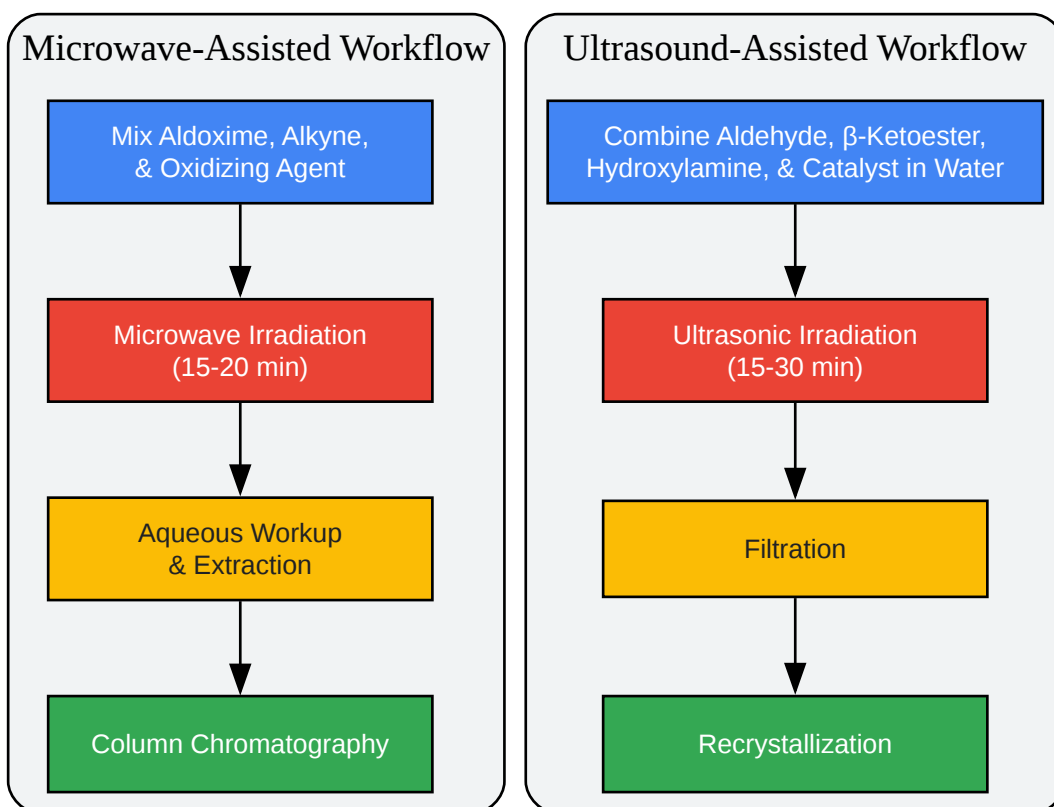 Microwave-Assisted Workflow
Mix Aldoxime, Alkyne,
& Oxidizing Agent
Microwave Irradiation
(15-20 min)
Aqueous Workup
& Extraction
Column Chromatography
Ultrasound-Assisted Workflow
Combine Aldehyde, β-Ketoester,
Hydroxylamine, & Catalyst in Water
Ultrasonic Irradiation
(15-30 min)
Filtration
Recrystallization